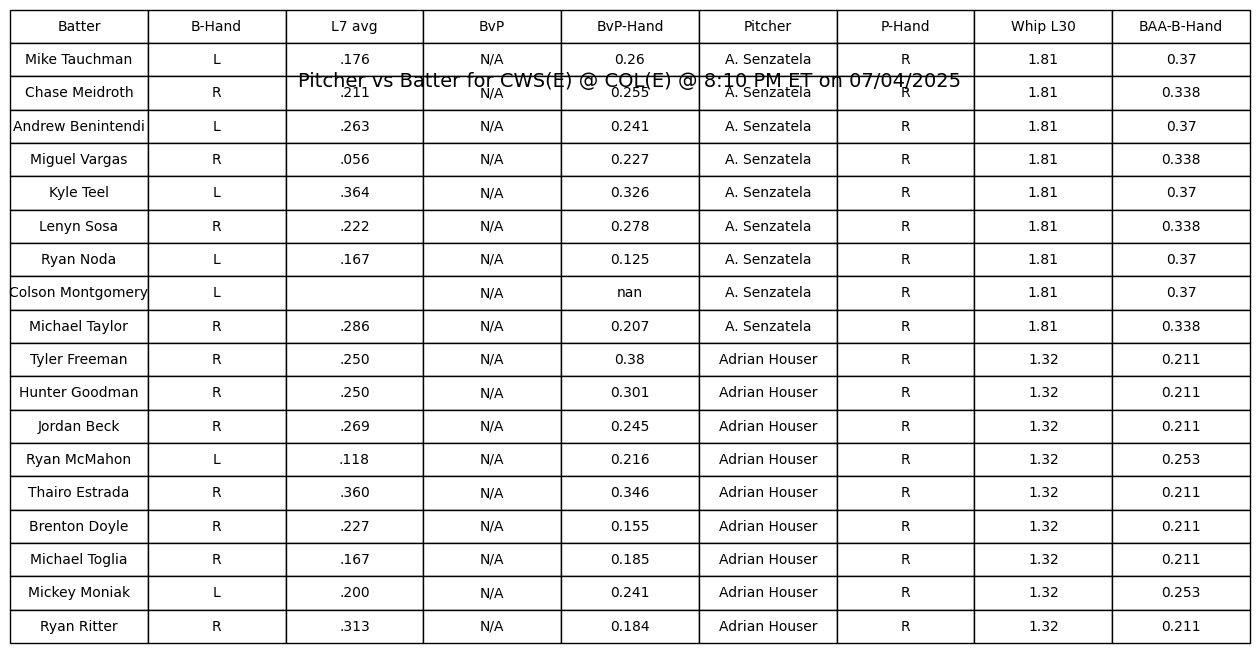 Batter B-Hand L7 avg BvP BvP-Hand Pitcher P-Hand Whip L30 BAA-B-Hand
Mike Tauchman L .176 N/A 0.26 A. Senzatela R 1.81 0.37
Pitcher vs Batter for CWS(E) @ COL(E) @ 8:10 PM ET on 07/04/2025
Chase Meidroth R .211 N/A 0.255 A. Senzatela R 1.81 0.338
Andrew Benintendi L .263 N/A 0.241 A. Senzatela R 1.81 0.37
Miguel Vargas R .056 N/A 0.227 A. Senzatela R 1.81 0.338
Kyle Teel L .364 N/A 0.326 A. Senzatela R 1.81 0.37
Lenyn Sosa R .222 N/A 0.278 A. Senzatela R 1.81 0.338
Ryan Noda L .167 N/A 0.125 A. Senzatela R 1.81 0.37
Colson Montgomery L N/A nan A. Senzatela R 1.81 0.37
Michael Taylor R .286 N/A 0.207 A. Senzatela R 1.81 0.338
Tyler Freeman R .250 N/A 0.38 Adrian Houser R 1.32 0.211
Hunter Goodman R .250 N/A 0.301 Adrian Houser R 1.32 0.211
Jordan Beck R .269 N/A 0.245 Adrian Houser R 1.32 0.211
Ryan McMahon L .118 N/A 0.216 Adrian Houser R 1.32 0.253
Thairo Estrada R .360 N/A 0.346 Adrian Houser R 1.32 0.211
Brenton Doyle R .227 N/A 0.155 Adrian Houser R 1.32 0.211
Michael Toglia R .167 N/A 0.185 Adrian Houser R 1.32 0.211
Mickey Moniak L .200 N/A 0.241 Adrian Houser R 1.32 0.253
Ryan Ritter R .313 N/A 0.184 Adrian Houser R 1.32 0.211